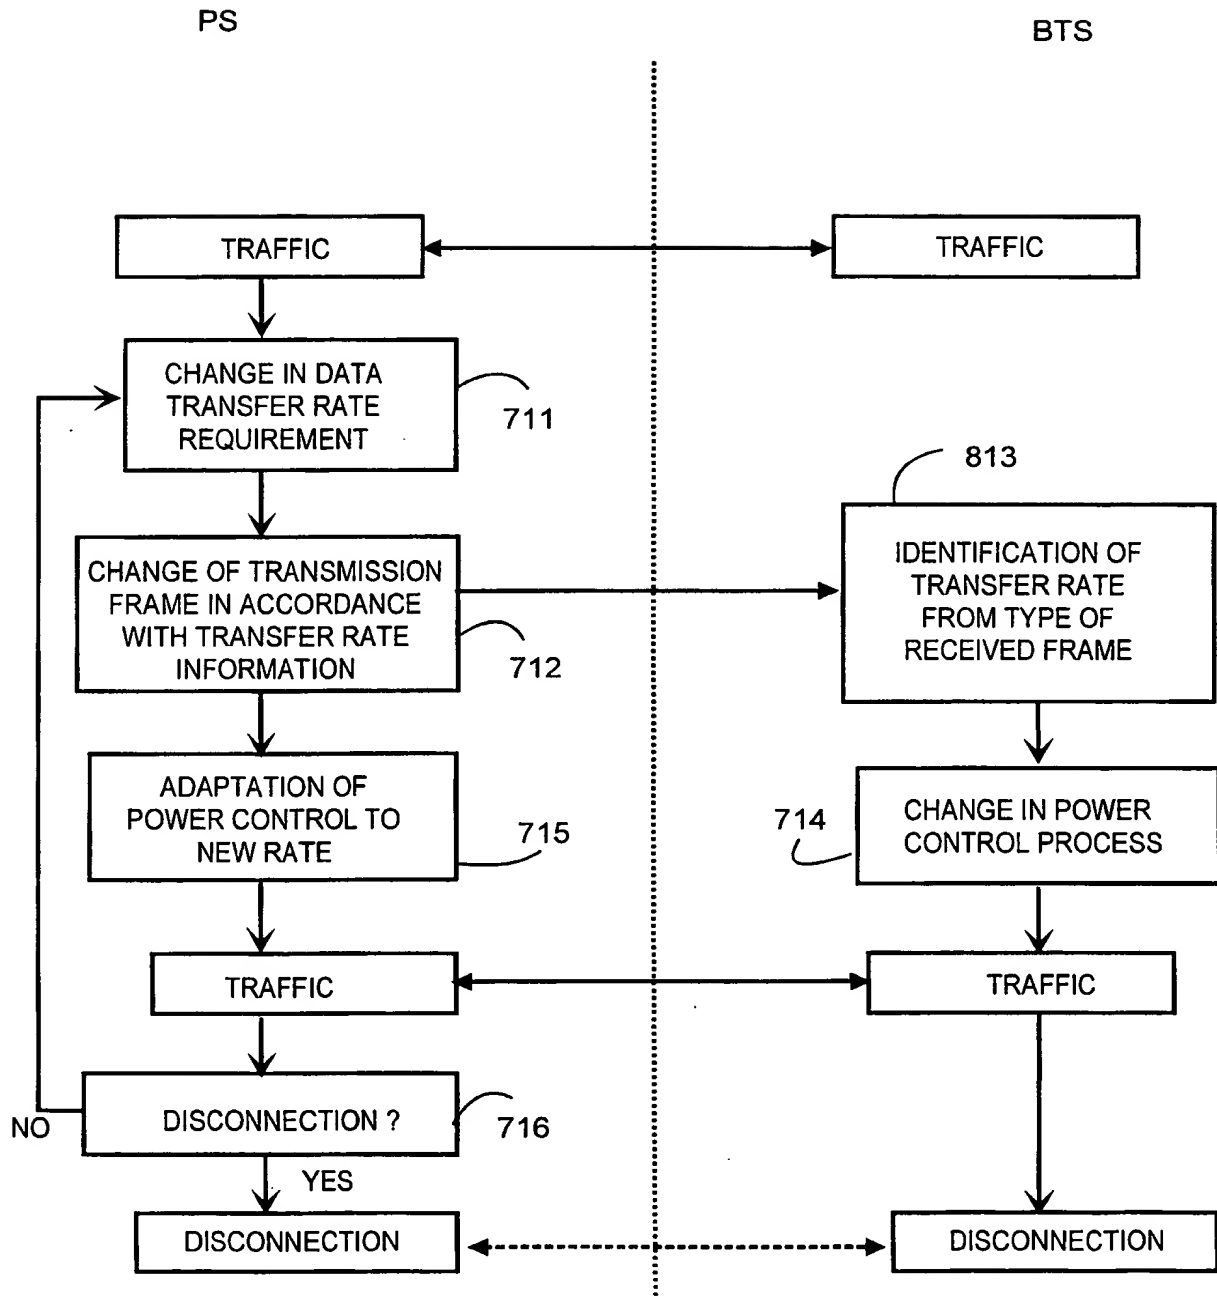 PS
BTS
TRAFFIC
TRAFFIC
CHANGE IN DATA
TRANSFER RATE
REQUIREMENT
711
813
CHANGE OF TRANSMISSION
FRAME IN ACCORDANCE
WITH TRANSFER RATE
INFORMATION
712
IDENTIFICATION OF
TRANSFER RATE
FROM TYPE OF
RECEIVED FRAME
ADAPTATION OF
POWER CONTROL TO
NEW RATE
715
714
CHANGE IN POWER
CONTROL PROCESS
TRAFFIC
TRAFFIC
NO
DISCONNECTION ?
716
YES
DISCONNECTION
DISCONNECTION